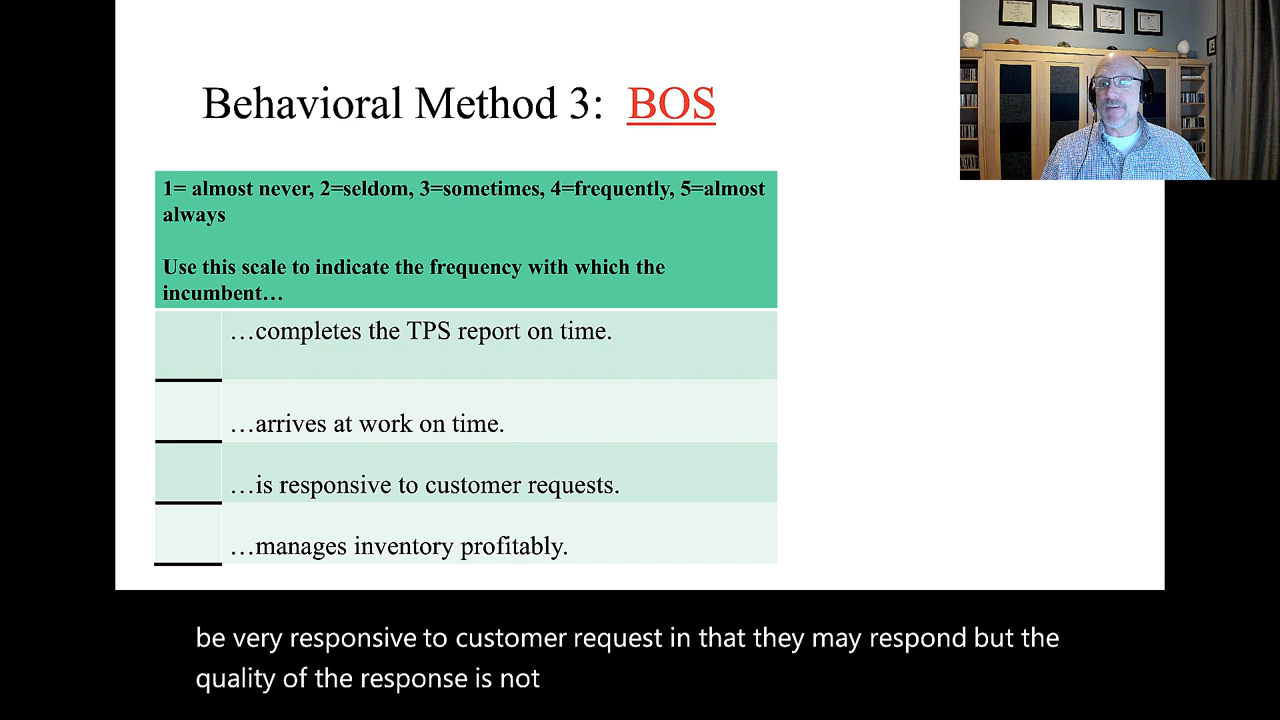 Behavioral Method 3: BOS
1= almost never, 2=seldom, 3=sometimes, 4=frequently, 5=almost
always
Use this scale to indicate the frequency with which the
incumbent…
…completes the TPS report on time.
…arrives at work on time.
…is responsive to customer requests.
…manages inventory profitably.
be very responsive to customer request in that they may respond but the
quality of the response is not